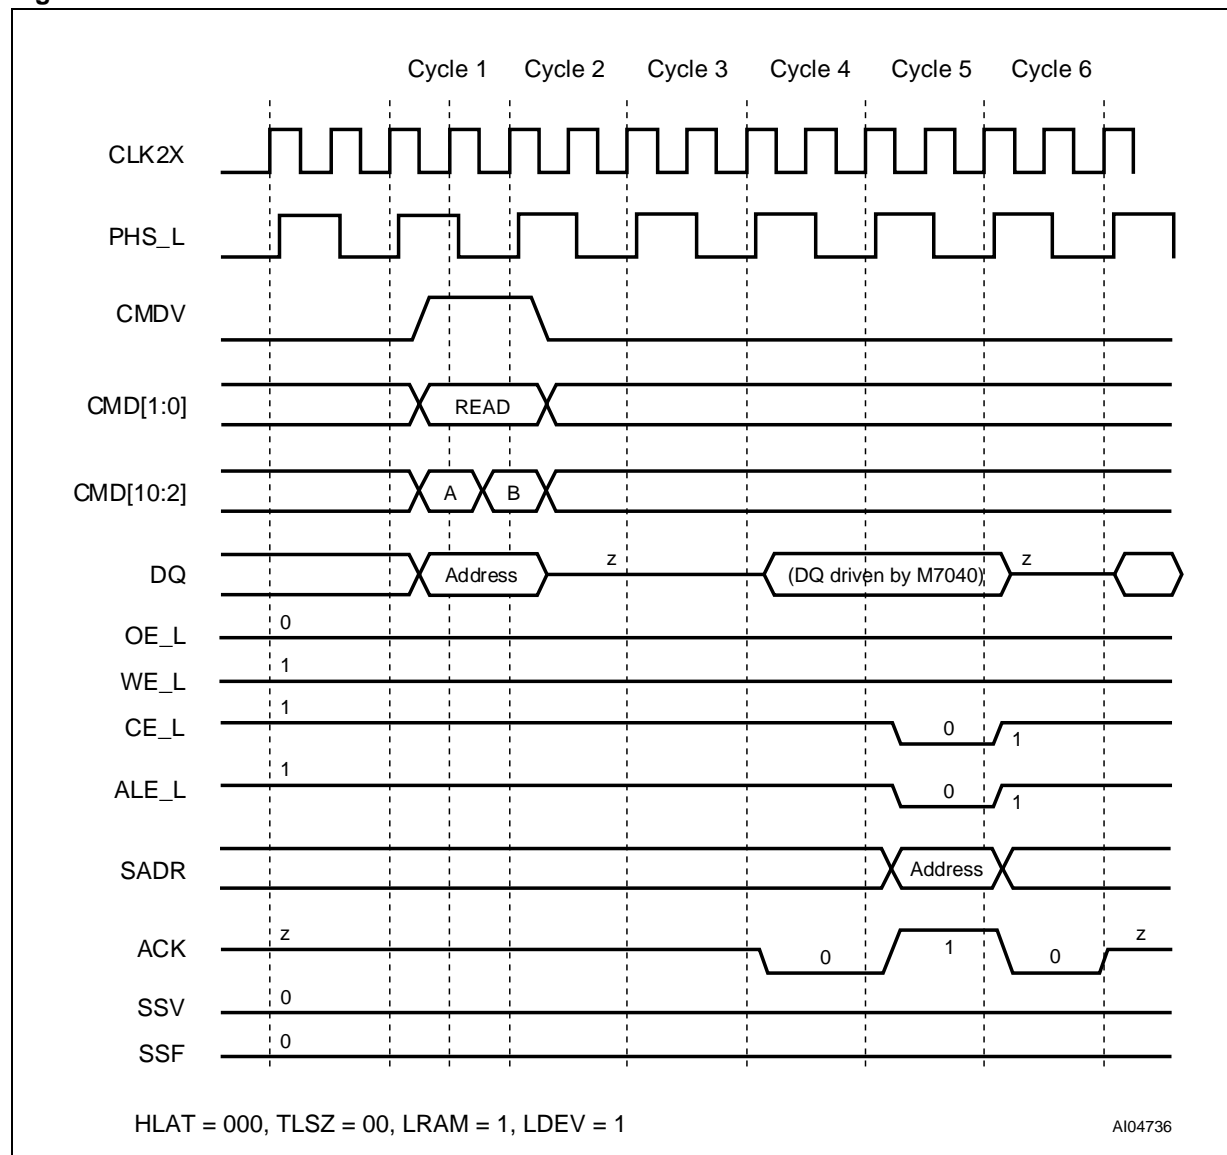 Cycle 1 Cycle 2 Cycle 3 Cycle 4 Cycle 5 Cycle 6
CLK2X
PHS_L
CMDV
CMD[1:0] READ
CMD[10:2] A B
DQ Address z (DQ driven by M7040) z
OE_L 0
WE_L 1
CE_L 1 0 1
ALE_L 1 0 1
SADR Address
ACK z 0 1 0 z
SSV 0
SSF 0
HLAT = 000, TLSZ = 00, LRAM = 1, LDEV = 1
AI04736